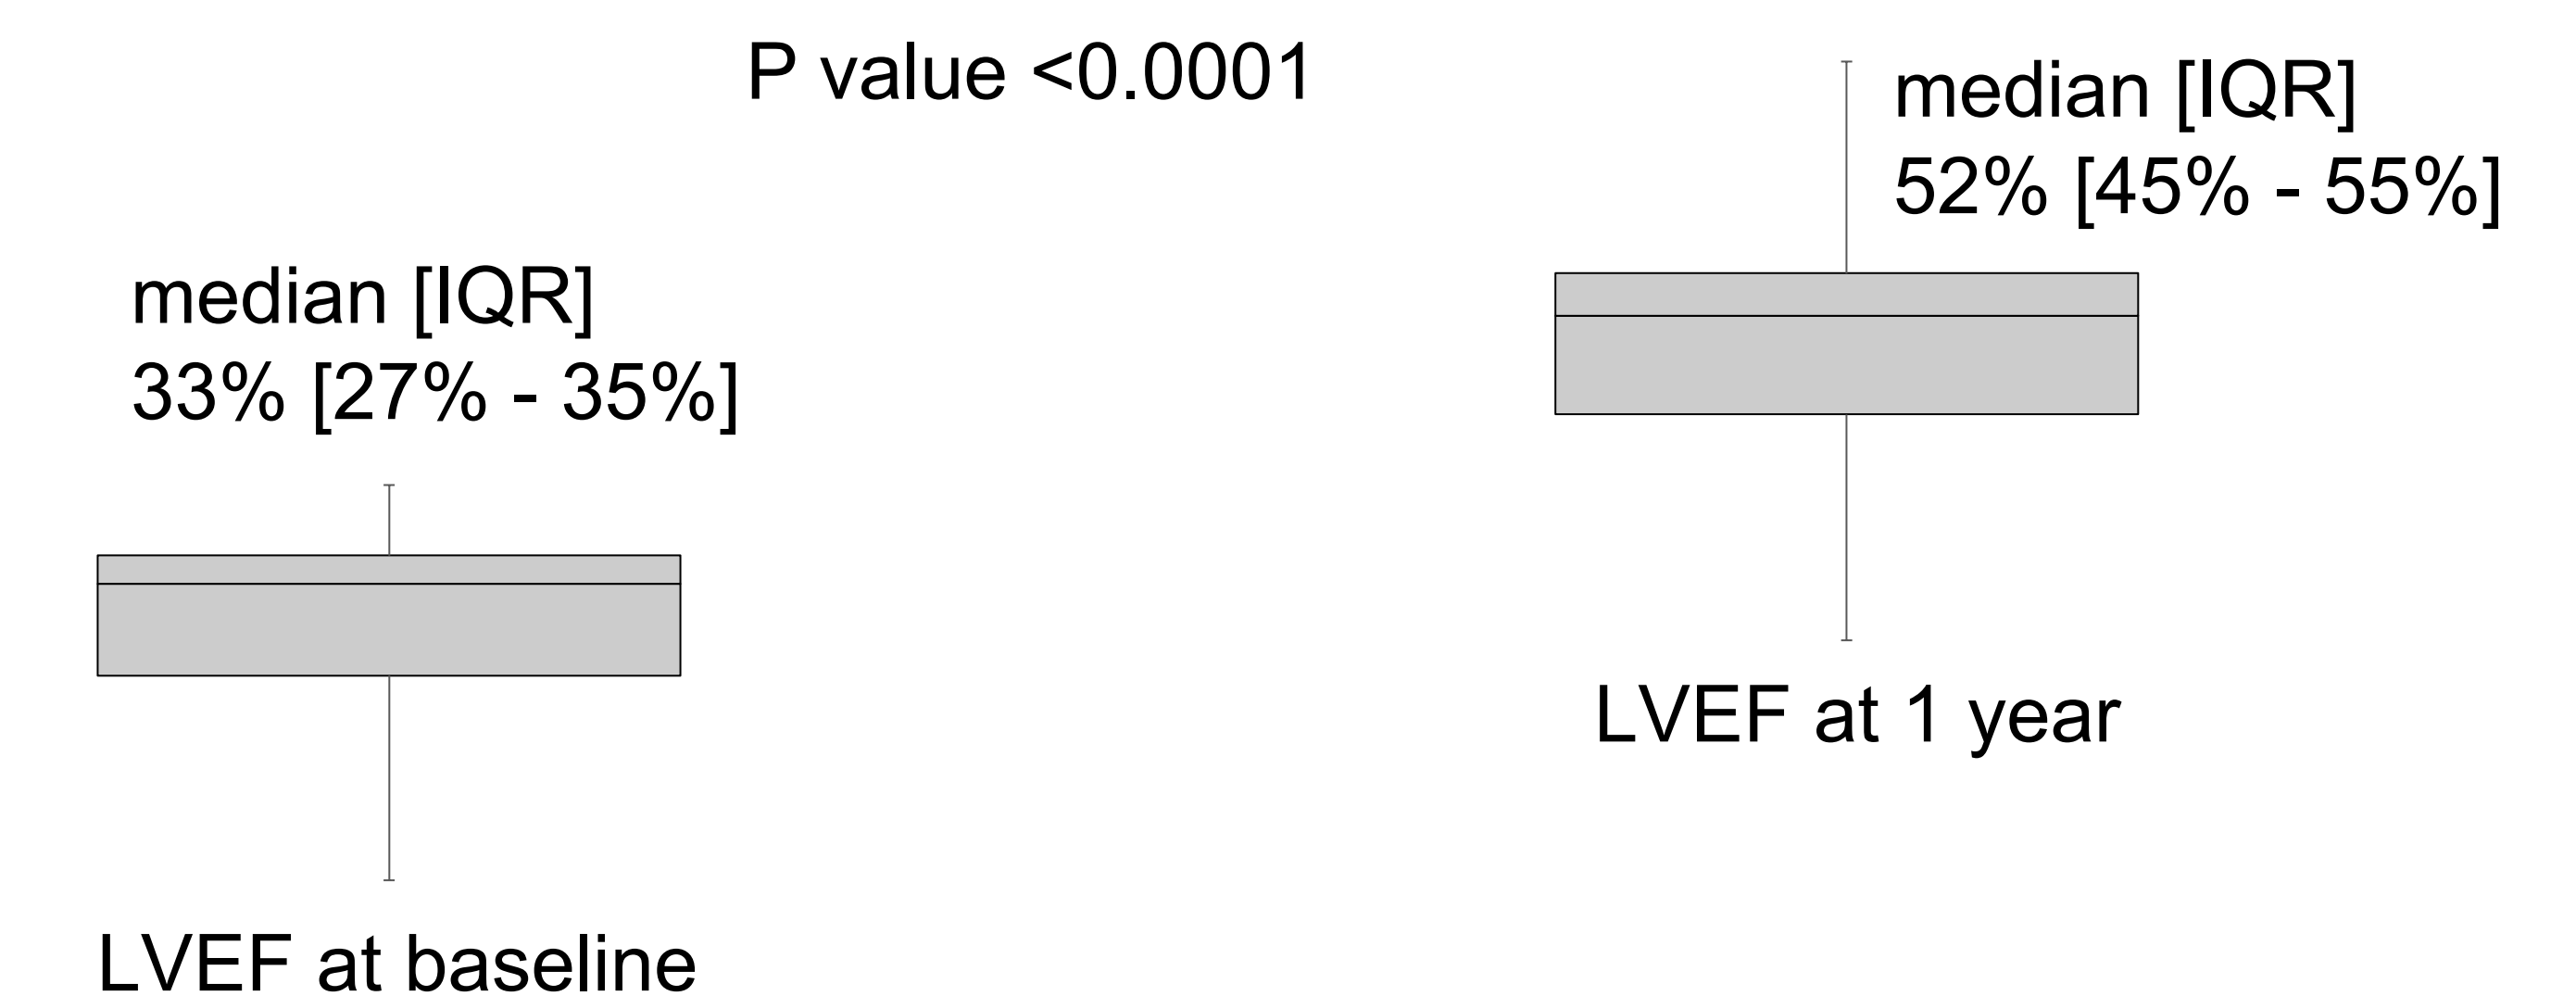 P value <0.0001
median [IQR]
52% [45% - 55%]
median [IQR]
33% [27% - 35%]
LVEF at 1 year
LVEF at baseline